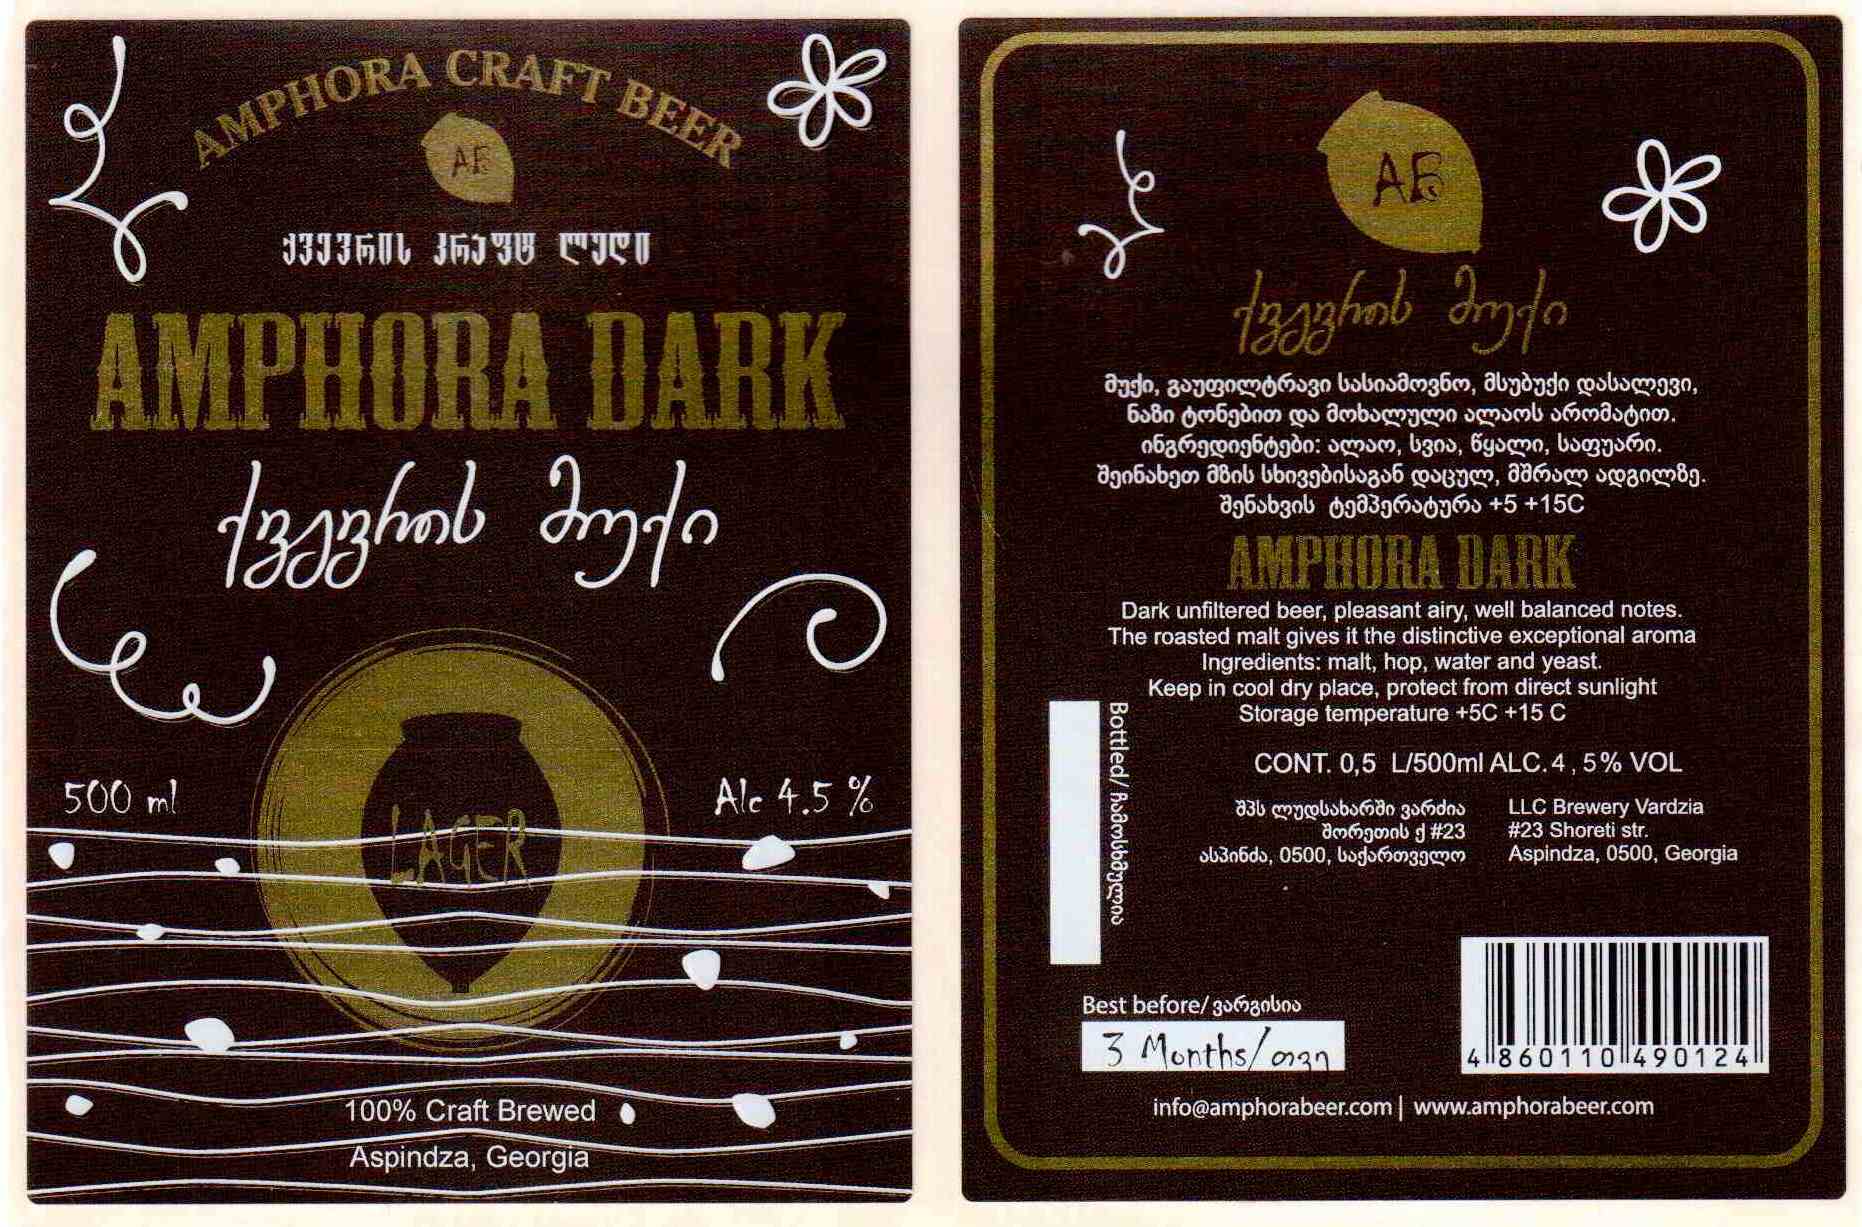 AMPHORA CRAFT BEER
ქვევრის კრაფტ ლუდი
AMPHORA DARK
ქვევრის მუქი
500 ml
Alc 4.5 %
LAGER
100% Craft Brewed
Aspindza, Georgia
ქვევრის მუქი
მუქი, გაუფილტრავი სასიამოვნო, მსუბუქი დასალევი,
ნაზი ტონებით და მოხალული ალაოს არომატით.
ინგრედიენტები: ალაო, სვია, წყალი, საფუარი.
შეინახეთ მზის სხივებისაგან დაცულ, მშრალ ადგილზე.
შენახვის ტემპერატურა +5 +15C
AMPHORA DARK
Dark unfiltered beer, pleasant airy, well balanced notes.
The roasted malt gives it the distinctive exceptional aroma
Ingredients: malt, hop, water and yeast.
Keep in cool dry place, protect from direct sunlight
Storage temperature +5C +15 C
CONT. 0,5 L/500ml ALC. 4 , 5% VOL
შპს ლუდსახარში ვარძია
შორეთის ქ #23
ასპინძა, 0500, საქართველო
LLC Brewery Vardzia
#23 Shoreti str.
Aspindza, 0500, Georgia
Bottled/ ჩამოსხმულია
Best before/ ვარგისია
3 Months/თვე
4 860110 490124
info@amphorabeer.com | www.amphorabeer.com